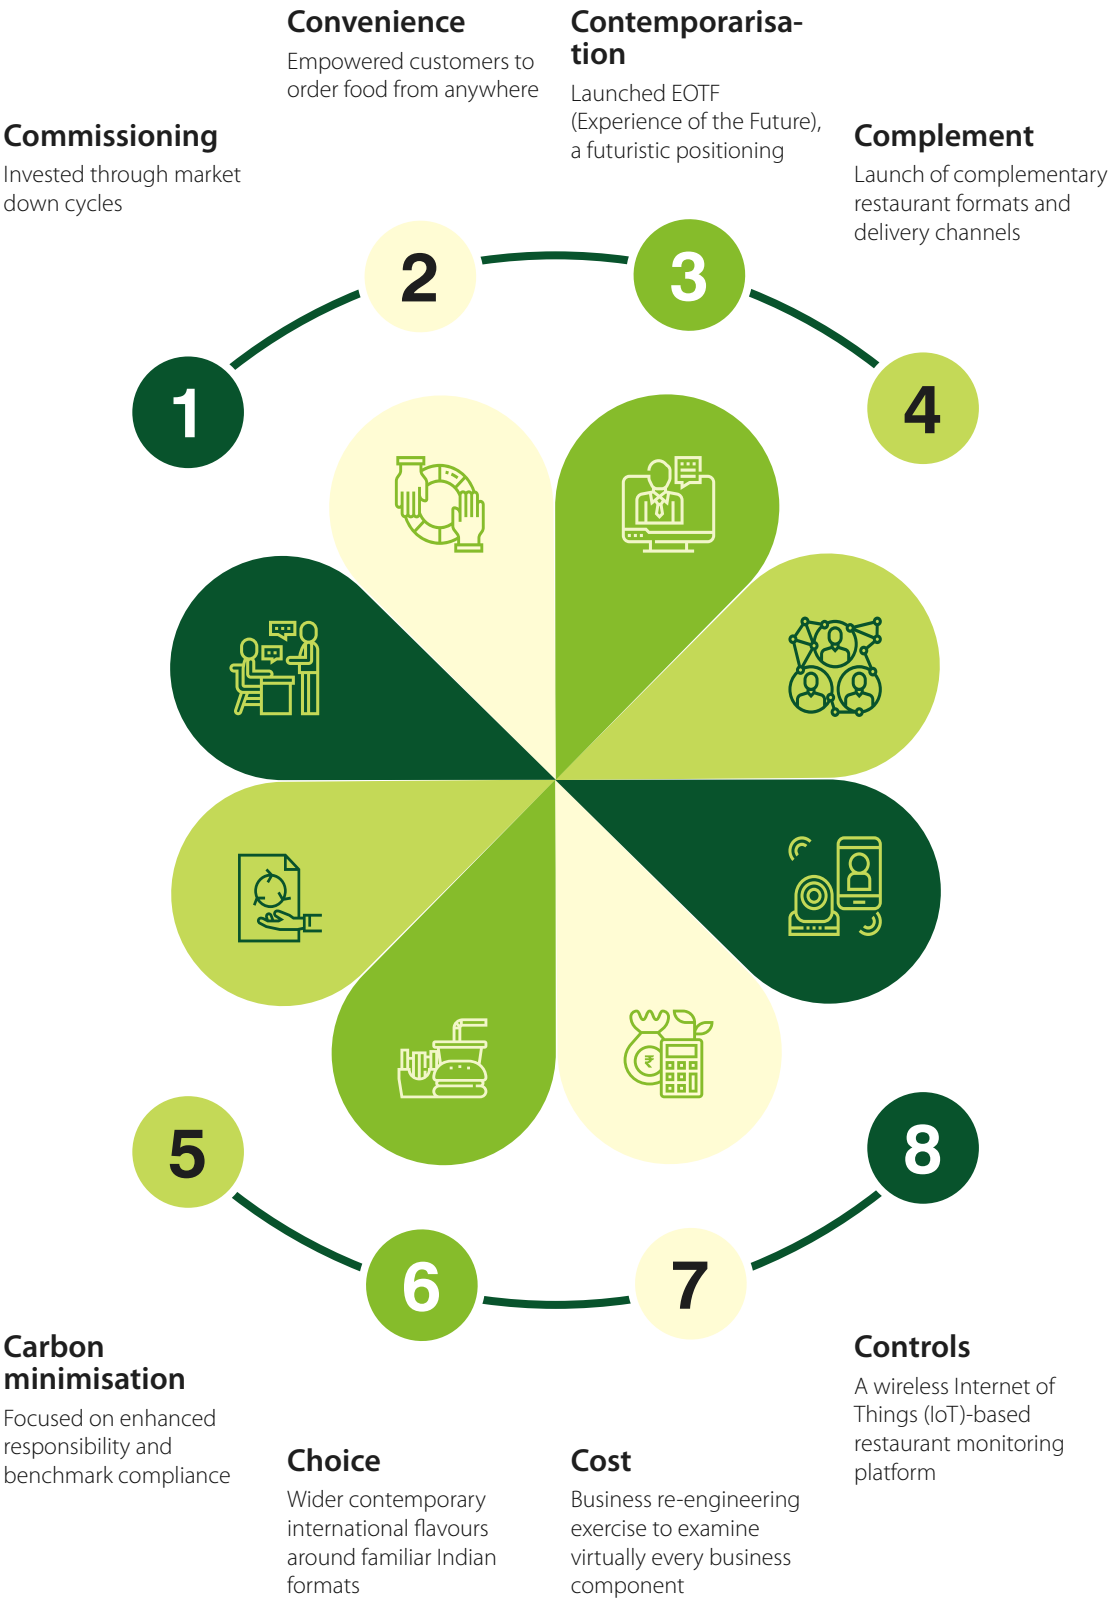 Convenience
Empowered customers to
order food from anywhere
Contemporarisa-
tion
Launched EOTF
(Experience of the Future),
a futuristic positioning
Commissioning
Invested through market
down cycles
Complement
Launch of complementary
restaurant formats and
delivery channels
2
3
1
4
₹
5
8
6
7
Carbon
minimisation
Focused on enhanced
responsibility and
benchmark compliance
Choice
Wider contemporary
international flavours
around familiar Indian
formats
Cost
Business re-engineering
exercise to examine
virtually every business
component
Controls
A wireless Internet of
Things (IoT)-based
restaurant monitoring
platform